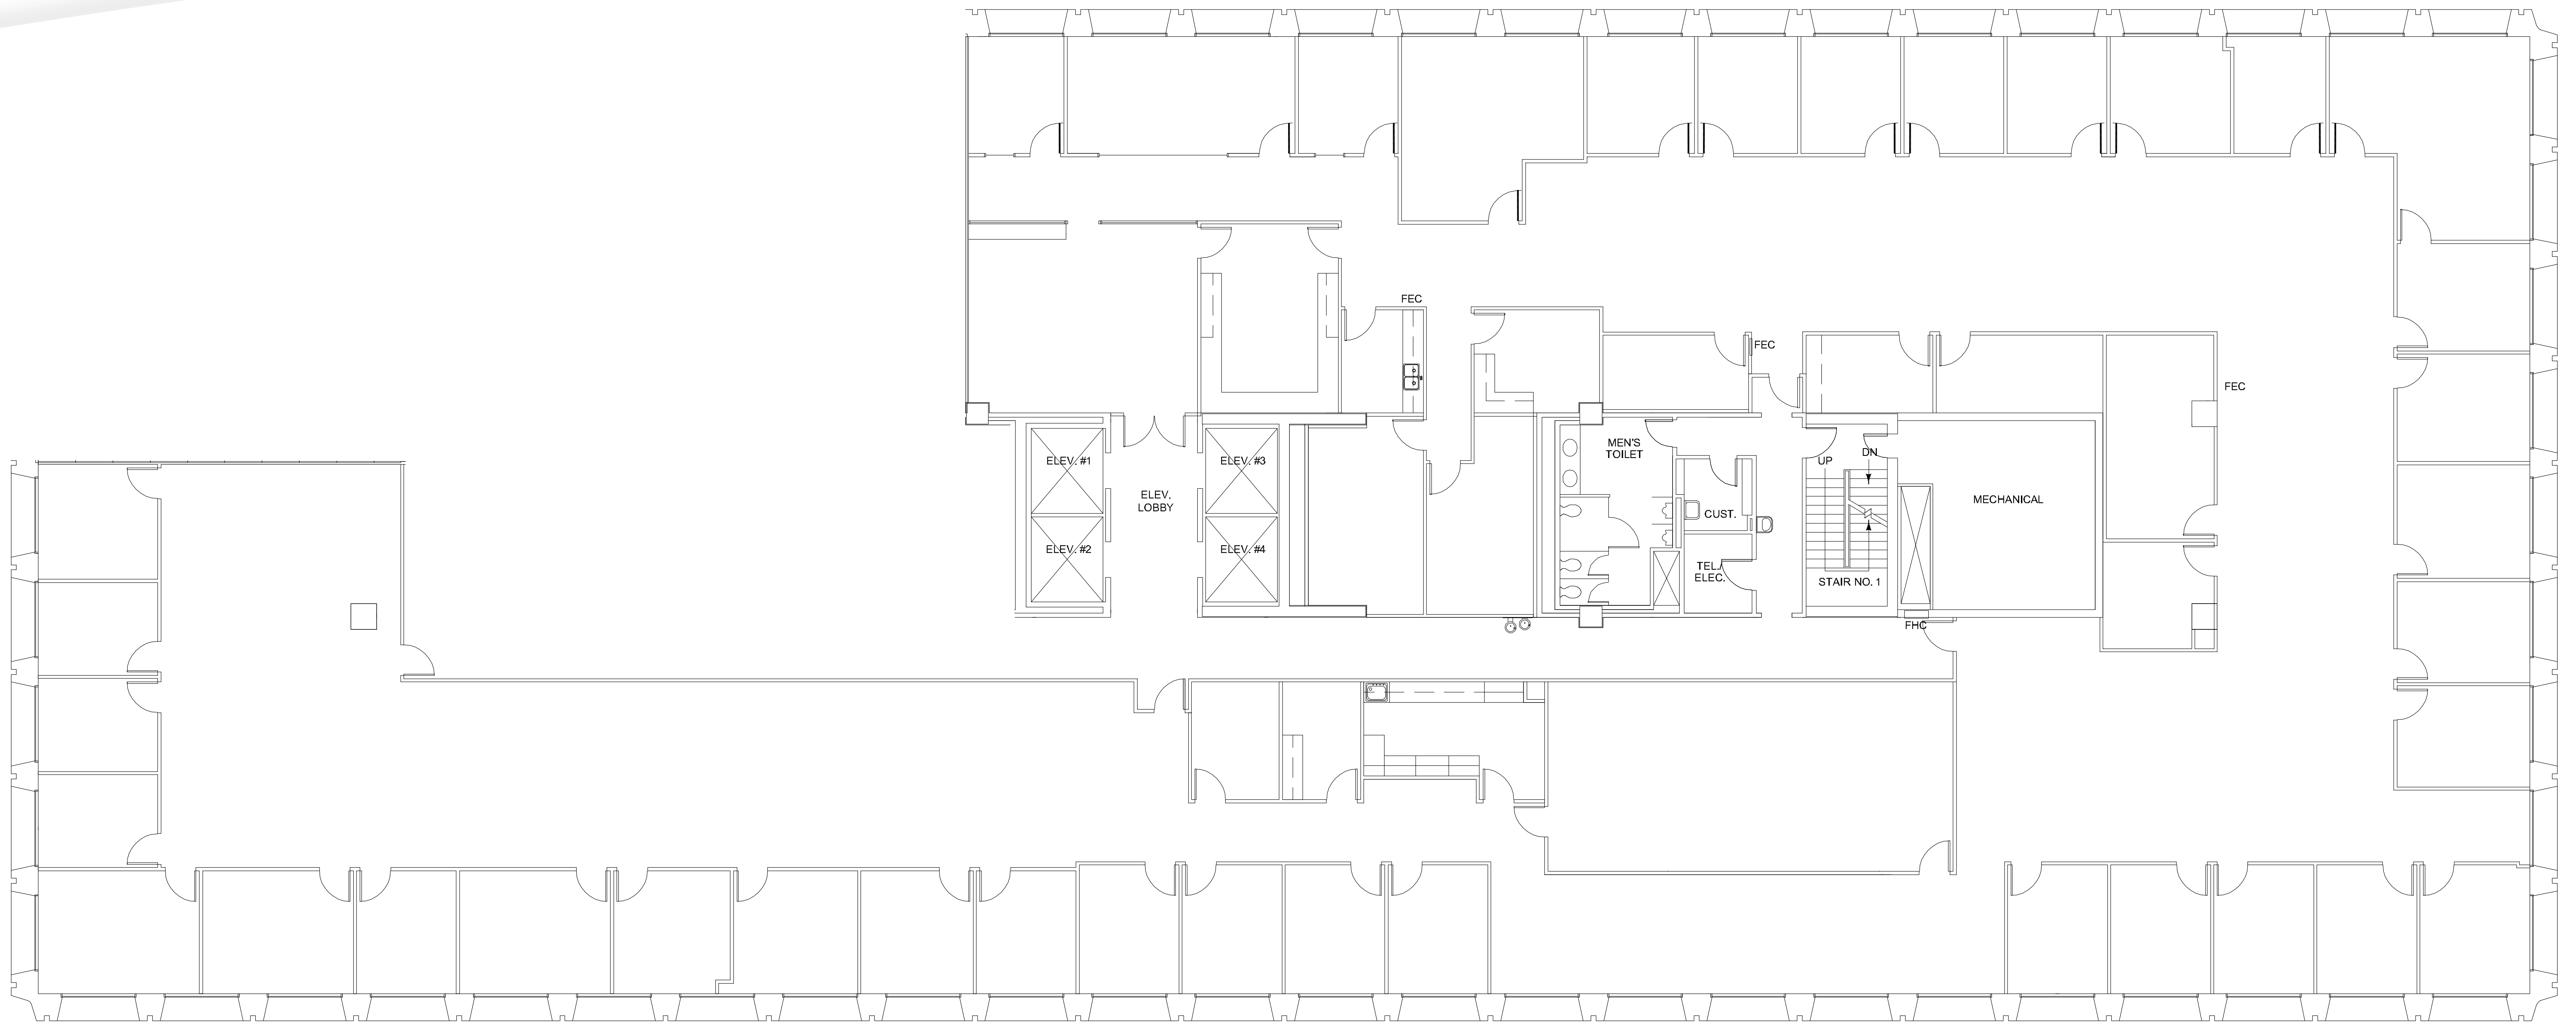 FEC
FEC
FEC
MEN'S
TOILET
ELEV. #1
ELEV. #3
UP
DN
ELEV.
LOBBY
MECHANICAL
CUST.
ELEV. #2
ELEV. #4
TEL./
ELEC.
STAIR NO. 1
FHC